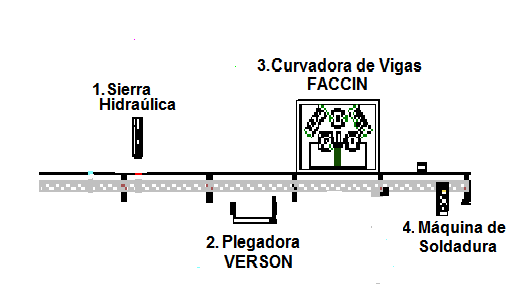 1. Sierra
Hidraúlica
3. Curvadora de Vigas
FACCIN
2. Plegadora
VERSON
4. Máquina de
Soldadura